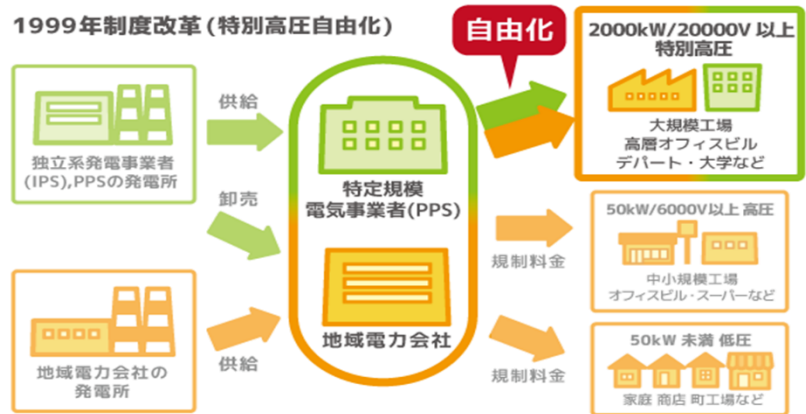 1999年制度改革(特別高圧自由化)
自由化
独立系発電事業者
(IPS),PPSの発電所
供給
卸売
地域電力会社の
発電所
供給
特定規模
電気事業者(PPS)
地域電力会社
規制料金
規制料金
2000kW/20000V 以上
特別高圧
大規模工場
高層オフィスビル
デパート・大学など
50kW/6000V以上 高圧
中小規模工場
オフィスビル・スーパーなど
50kW 未満 低圧
家庭 商店 町工場など